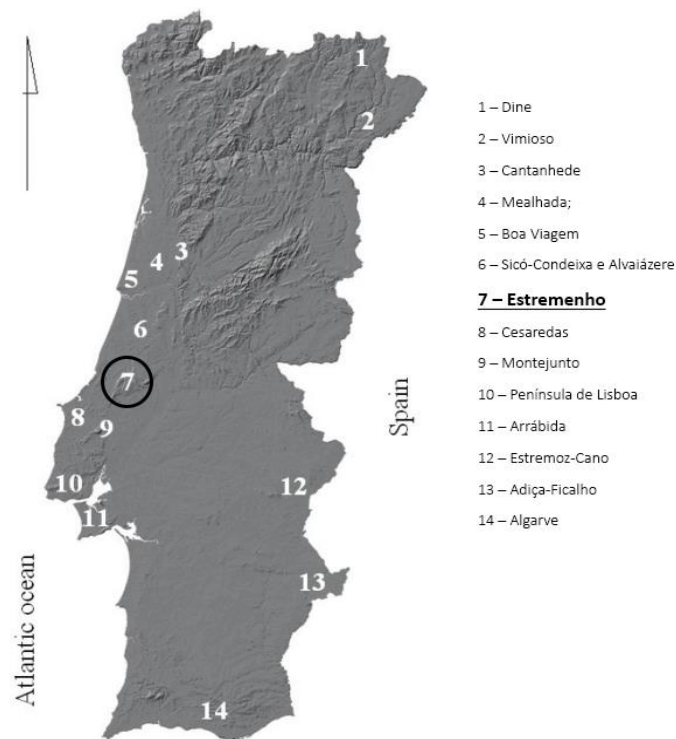 1
2
3
4
5
6
7
8
9
10
11
12
13
14
Atlantic ocean
Spain
1 – Dine
2 – Vimioso
3 – Cantanhede
4 – Mealhada;
5 – Boa Viagem
6 – Sicó-Condeixa e Alvaiázere
7 – Estremenho
8 – Cesaredas
9 – Montejunto
10 – Península de Lisboa
11 – Arrábida
12 – Estremoz-Cano
13 – Adiça-Ficalho
14 – Algarve